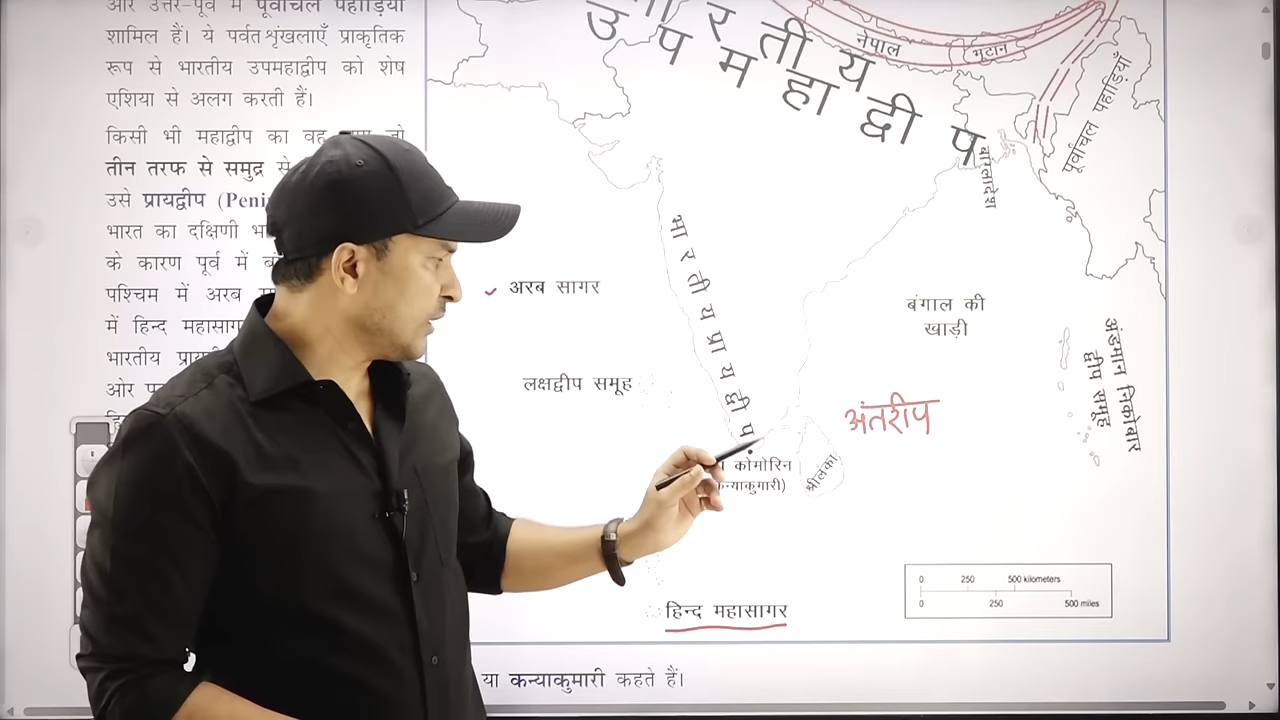 और उत्तर-पूर्व में पूर्वांचल पहाड़ियाँ
शामिल हैं। ये पर्वत शृंखलाएँ प्राकृतिक
रूप से भारतीय उपमहाद्वीप को शेष
एशिया से अलग करती हैं।
किसी भी महाद्वीप का वह
तीन तरफ से समुद्र से
उसे प्रायद्वीप
भारत का दक्षिणी
के कारण पूर्व में
पश्चिम में अरब
में हिन्द महासागर
भारतीय
ओर
उपमहाद्वीप
नेपाल
भूटान
पूर्वांचल पहाड़ियाँ
बांग्लादेश
भारतीय प्रायद्वीप
अरब सागर
बंगाल की
खाड़ी
लक्षद्वीप समूह
अंडमान निकोबार
द्वीप समूह
अंतरीप
कोमोरिन
श्रीलंका
0 250 500 kilometers
0 250 500 miles
हिन्द महासागर
या कन्याकुमारी कहते हैं।